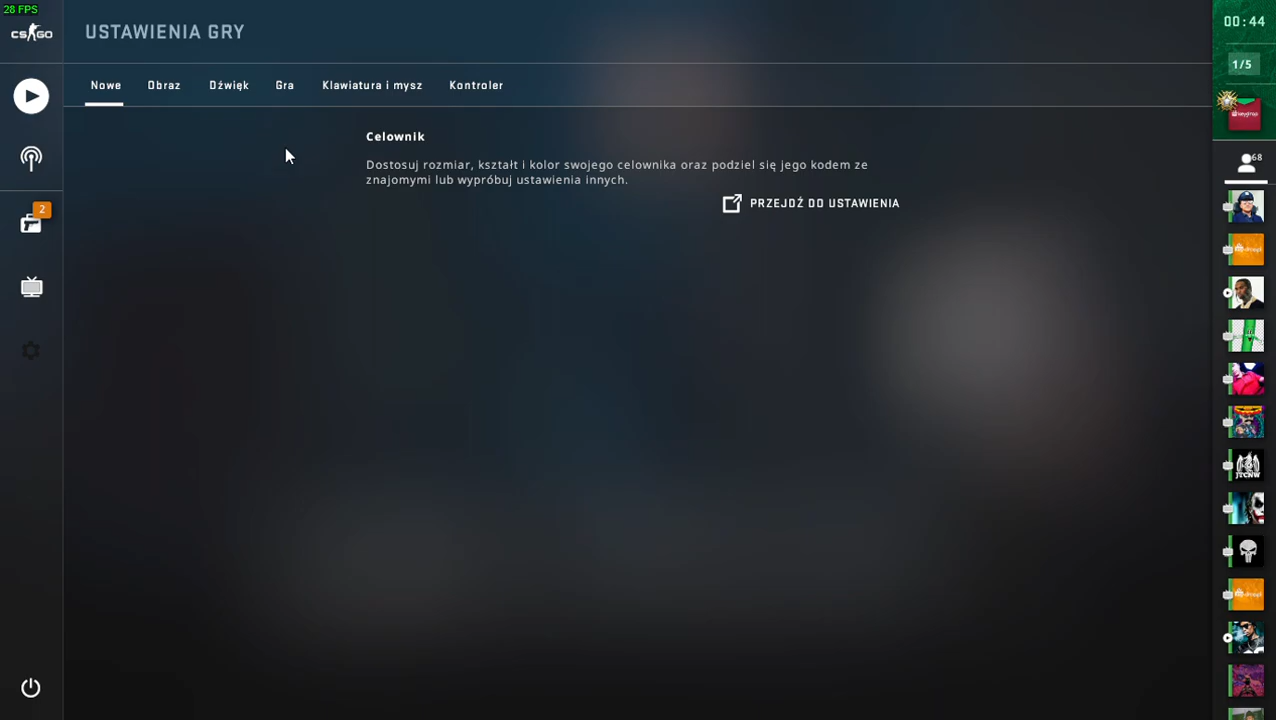 28 FPS
CS GO
USTAWIENIA GRY
00:44
1/5
Nowe Obraz Dźwięk Gra Klawiatura i mysz Kontroler
Celownik
Dostosuj rozmiar, kształt i kolor swojego celownika oraz podziel się jego kodem ze
znajomymi lub wypróbuj ustawienia innych.
PRZEJDŹ DO USTAWIENIA
68
2
JTCNW